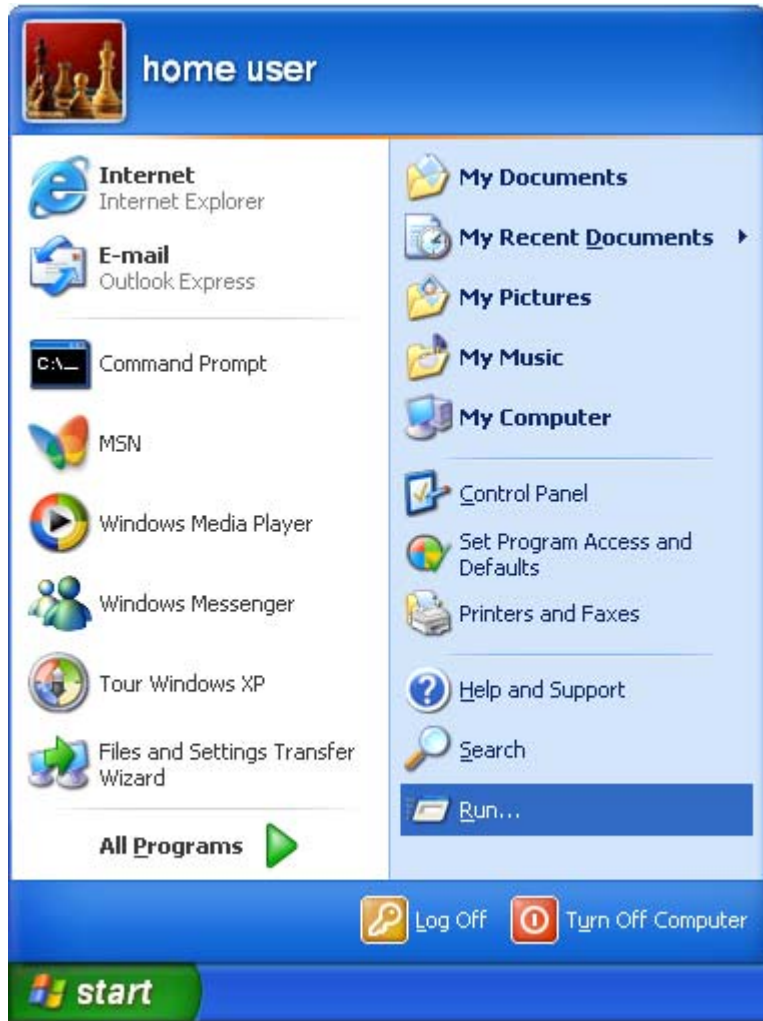 home user
Internet
Internet Explorer
E-mail
Outlook Express
C:\_
Command Prompt
MSN
Windows Media Player
Windows Messenger
Tour Windows XP
Files and Settings Transfer
Wizard
All Programs
My Documents
My Recent Documents
My Pictures
My Music
My Computer
Control Panel
Set Program Access and
Defaults
Printers and Faxes
Help and Support
Search
Run...
Log Off
Turn Off Computer
start